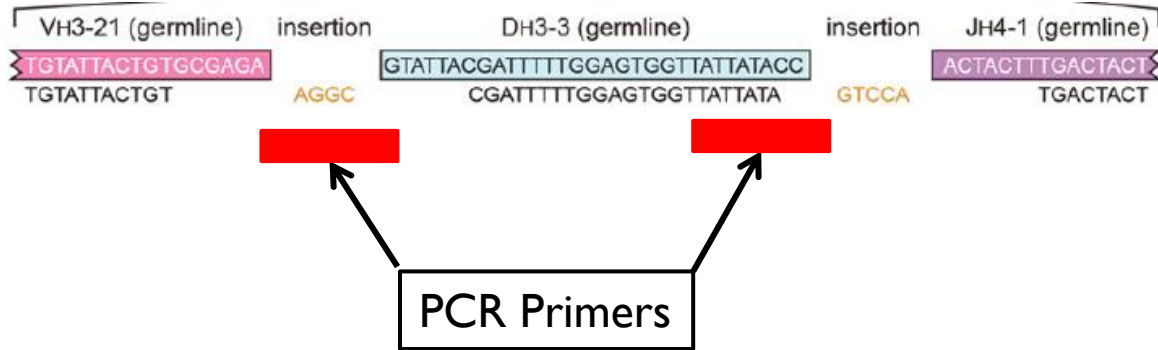 VH3-21 (germline) insertion DH3-3 (germline) insertion JH4-1 (germline)
TGTATTACTGTGCGAGA GTATTACGATTTTTGGAGTGGTTATTATACC ACTACTTTGACTACT
TGTATTACTGT AGGC CGATTTTTGGAGTGGTTATTATA GTCCA TGACTACT
PCR Primers